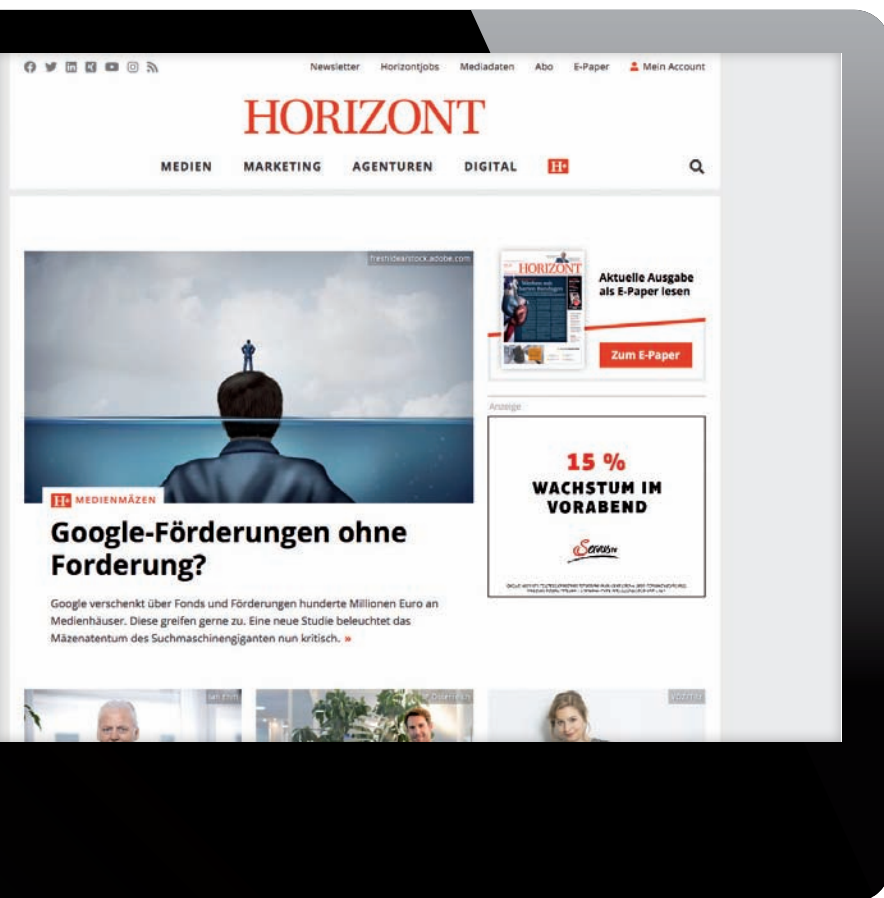 Newsletter Horizontjobs Mediadaten Abo E-Paper Mein Account
HORIZONT
MEDIEN MARKETING AGENTUREN DIGITAL H+
freshidea/stock.adobe.com
H+ MEDIENMÄZEN
Google-Förderungen ohne
Forderung?
Google verschenkt über Fonds und Förderungen hunderte Millionen Euro an
Medienhäuser. Diese greifen gerne zu. Eine neue Studie beleuchtet das
Mäzenatentum des Suchmaschinengiganten nun kritisch. »
HORIZONT
Aktuelle Ausgabe
als E-Paper lesen
Zum E-Paper
Anzeige
15 %
WACHSTUM IM
VORABEND
ServusTV
Jan Ehm